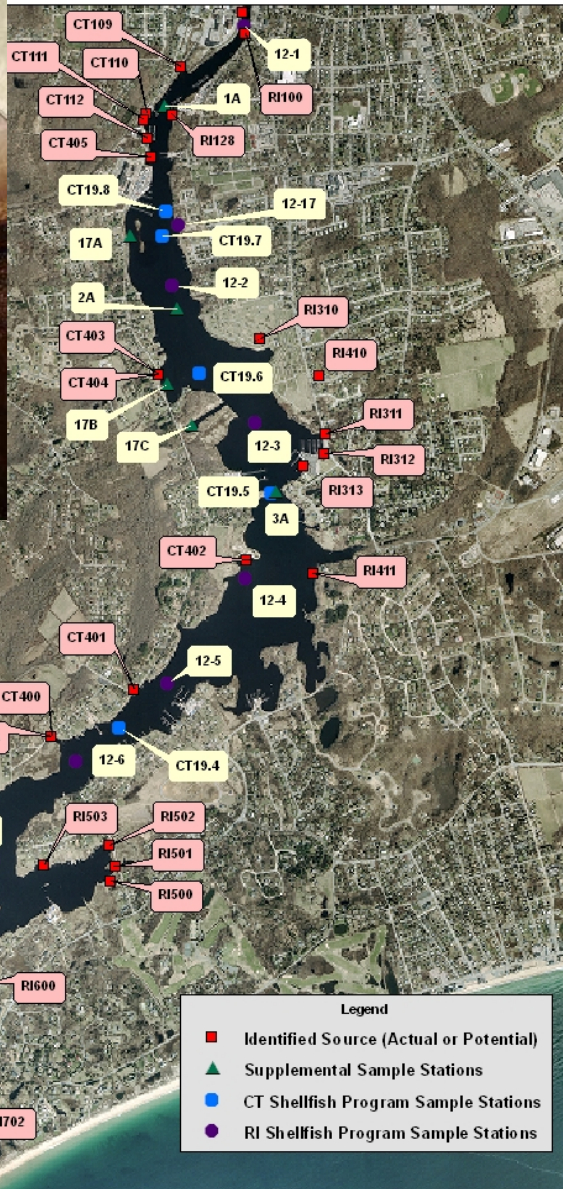 CT109
12-1
CT111
CT110
RI100
1A
CT112
RI128
CT405
CT19.8
12-17
17A
CT19.7
12-2
2A
RI310
CT403
RI410
CT404
CT19.6
RI311
17B
17C
12-3
RI312
CT19.5
RI313
3A
CT402
RI411
12-4
CT401
12-5
CT400
12-6
CT19.4
RI503
RI502
RI501
RI500
RI600
702
Legend
Identified Source (Actual or Potential)
Supplemental Sample Stations
CT Shellfish Program Sample Stations
RI Shellfish Program Sample Stations